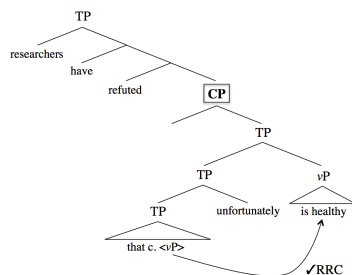 TP
researchers
have
refuted
CP
TP
TP vP
TP unfortunately is healthy
that c. <vP>
✓RRC